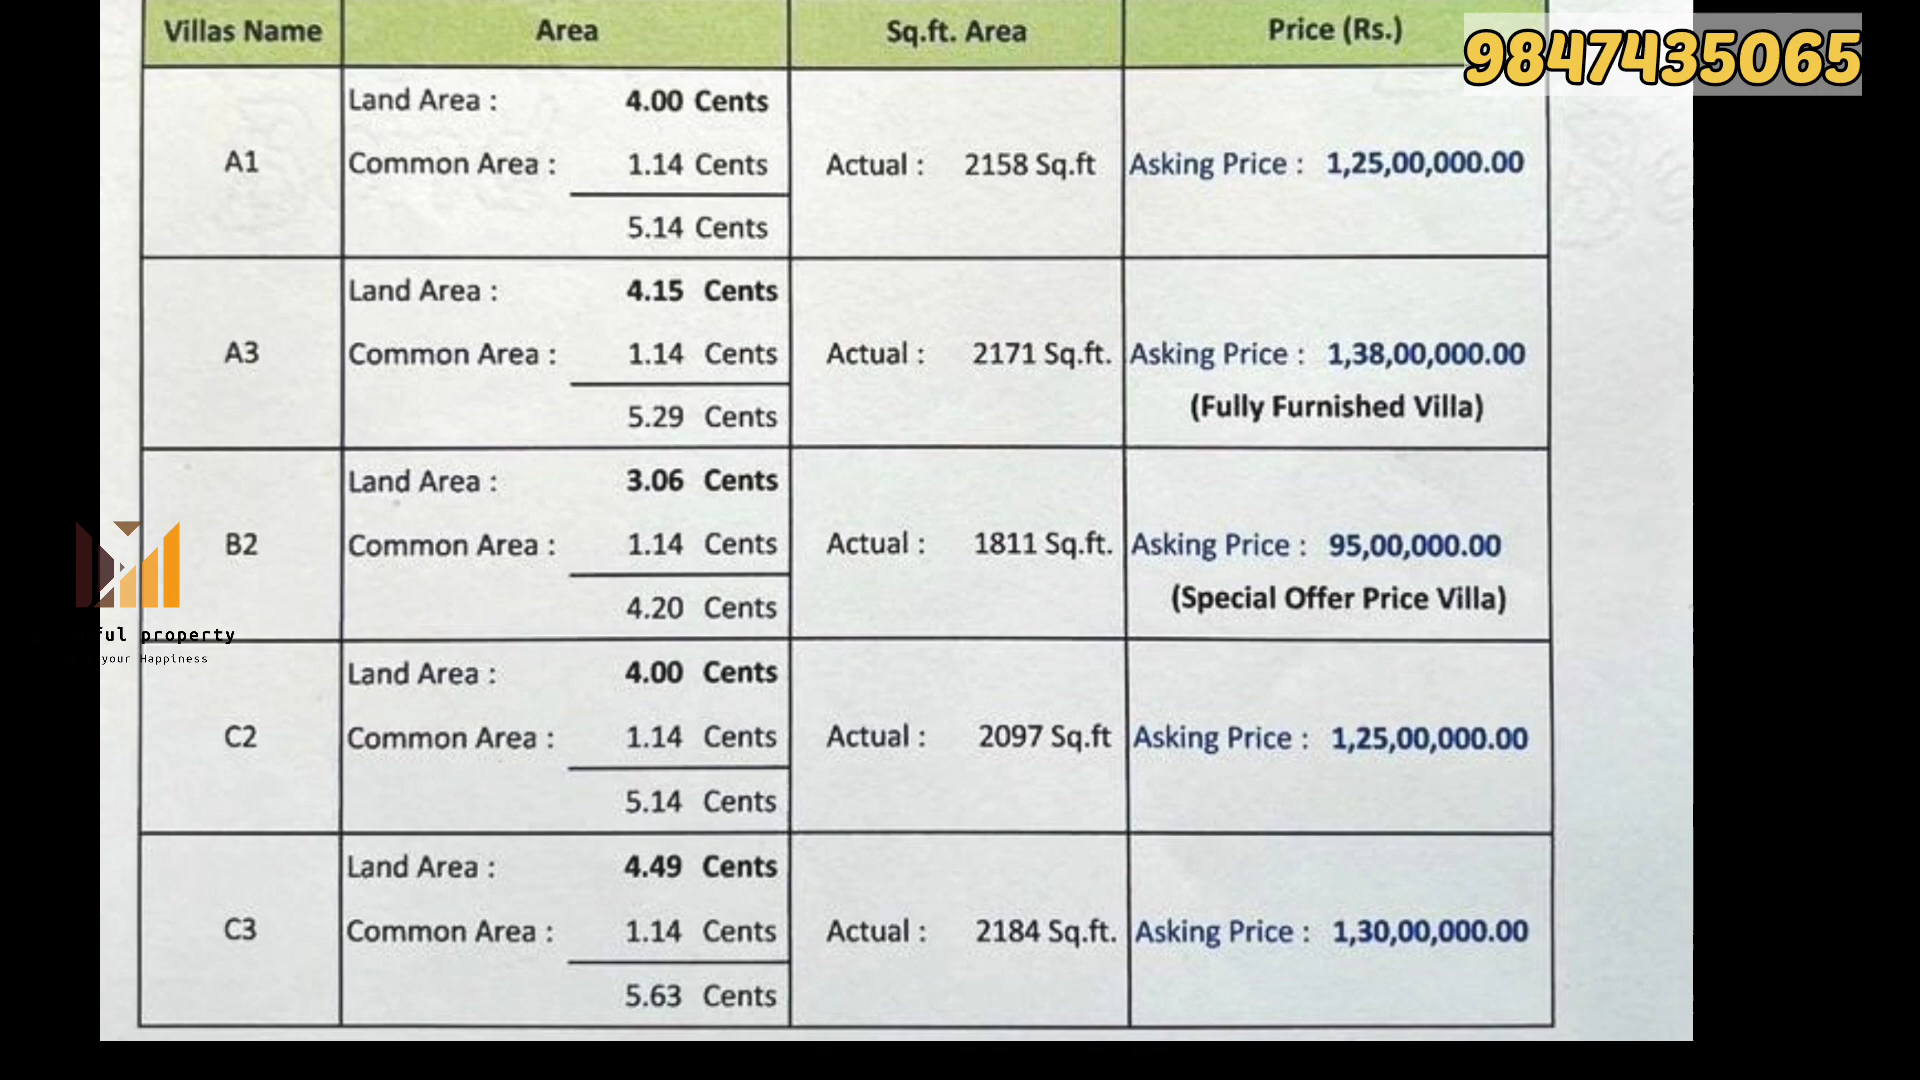 Villas Name Area Sq.ft. Area Price (Rs.)
9847435065
A1
Land Area : 4.00 Cents
Common Area : 1.14 Cents
5.14 Cents
Actual : 2158 Sq.ft
Asking Price : 1,25,00,000.00
A3
Land Area : 4.15 Cents
Common Area : 1.14 Cents
5.29 Cents
Actual : 2171 Sq.ft.
Asking Price : 1,38,00,000.00
(Fully Furnished Villa)
B2
Land Area : 3.06 Cents
Common Area : 1.14 Cents
4.20 Cents
Actual : 1811 Sq.ft.
Asking Price : 95,00,000.00
(Special Offer Price Villa)
property
your Happiness
C2
Land Area : 4.00 Cents
Common Area : 1.14 Cents
5.14 Cents
Actual : 2097 Sq.ft
Asking Price : 1,25,00,000.00
C3
Land Area : 4.49 Cents
Common Area : 1.14 Cents
5.63 Cents
Actual : 2184 Sq.ft.
Asking Price : 1,30,00,000.00